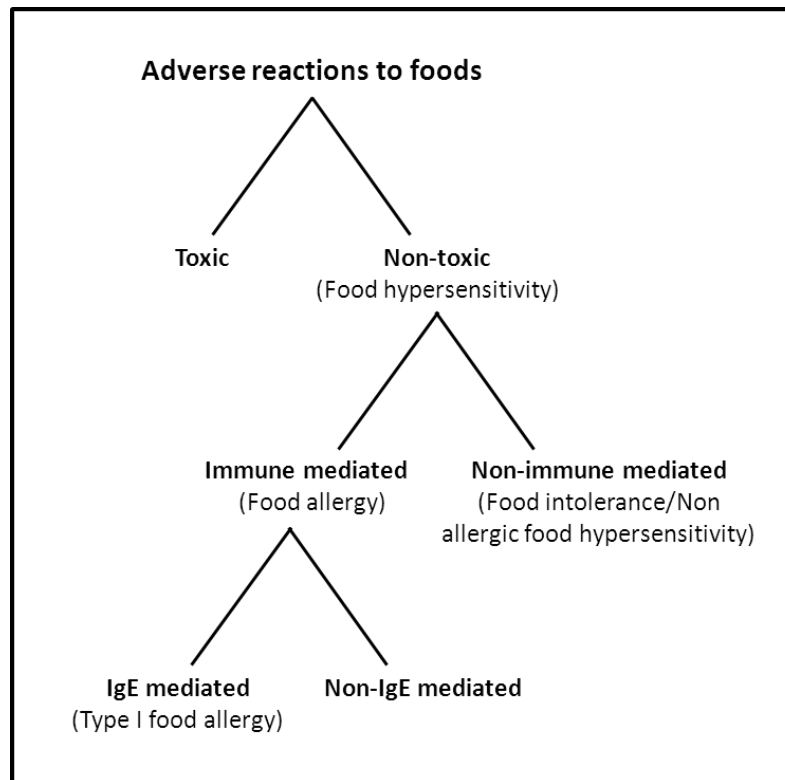 Adverse reactions to foods
Toxic
Non-toxic
(Food hypersensitivity)
Immune mediated
(Food allergy)
Non-immune mediated
(Food intolerance/Non
allergic food hypersensitivity)
IgE mediated
(Type I food allergy)
Non-IgE mediated